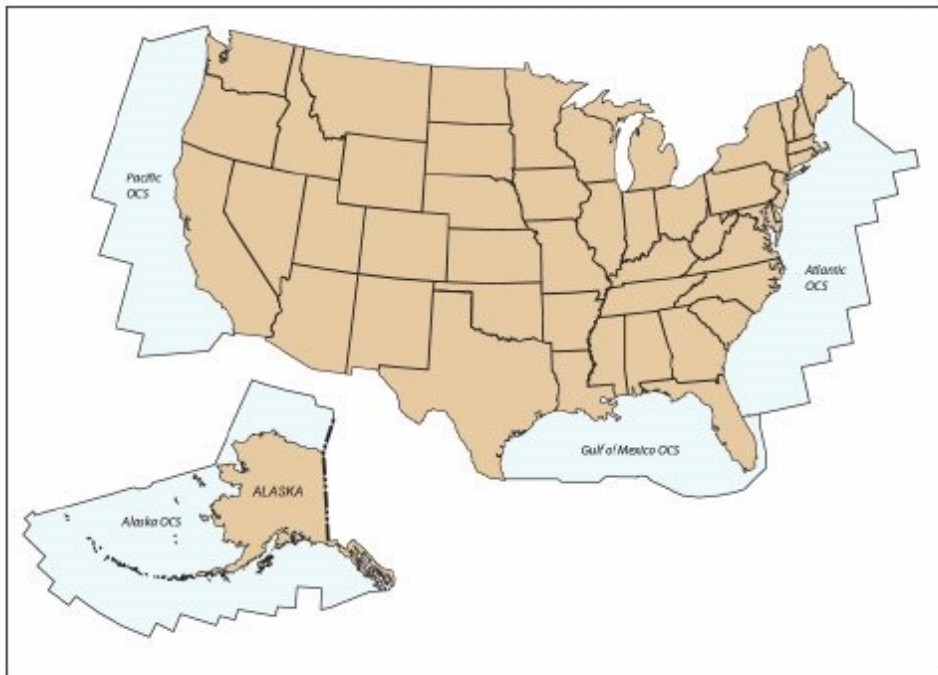 Pacific
OCS
Atlantic
OCS
Gulf of Mexico OCS
ALASKA
Alaska OCS